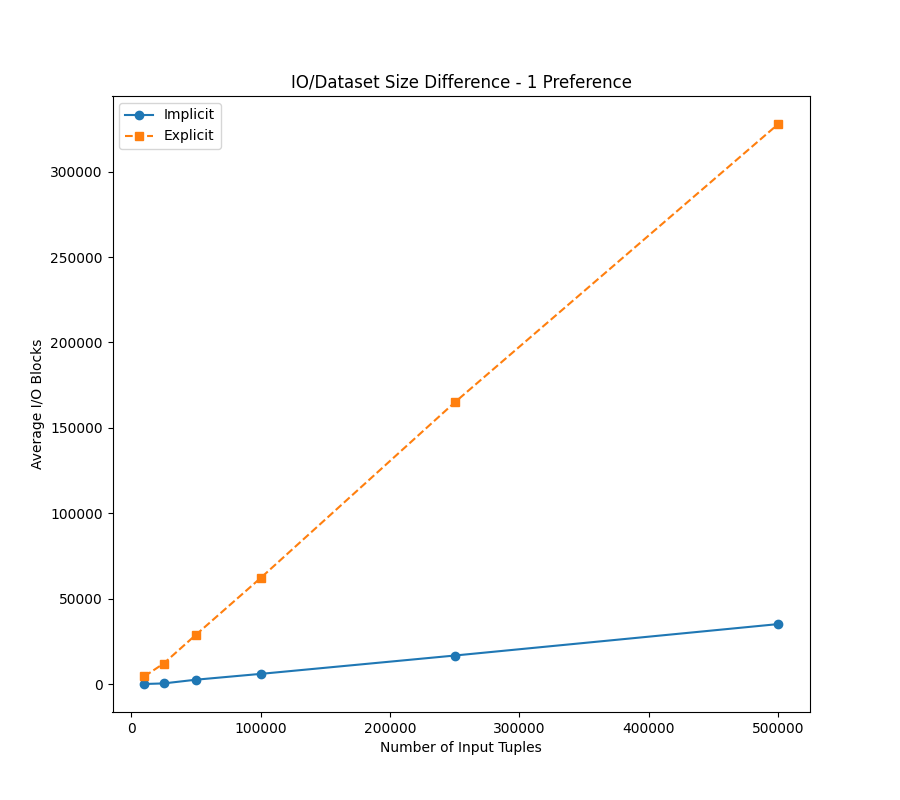 IO/Dataset Size Difference - 1 Preference
Implicit
Explicit
Average I/O Blocks
300000
250000
200000
150000
100000
50000
0
0 100000 200000 300000 400000 500000
Number of Input Tuples